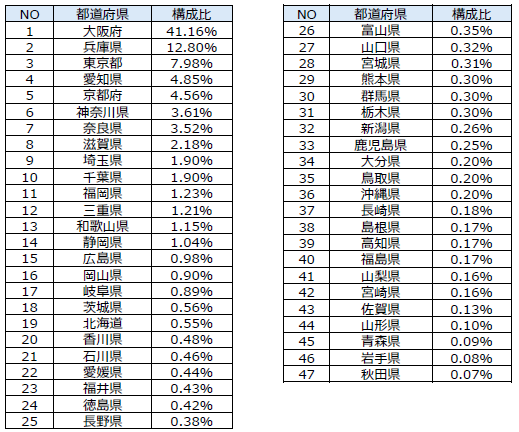 NO 都道府県 構成比
1 大阪府 41.16%
2 兵庫県 12.80%
3 東京都 7.98%
4 愛知県 4.85%
5 京都府 4.56%
6 神奈川県 3.61%
7 奈良県 3.52%
8 滋賀県 2.18%
9 埼玉県 1.90%
10 千葉県 1.90%
11 福岡県 1.23%
12 三重県 1.21%
13 和歌山県 1.15%
14 静岡県 1.04%
15 広島県 0.98%
16 岡山県 0.90%
17 岐阜県 0.89%
18 茨城県 0.56%
19 北海道 0.55%
20 香川県 0.48%
21 石川県 0.46%
22 愛媛県 0.44%
23 福井県 0.43%
24 徳島県 0.42%
25 長野県 0.38%
NO 都道府県 構成比
26 富山県 0.35%
27 山口県 0.32%
28 宮城県 0.31%
29 熊本県 0.30%
30 群馬県 0.30%
31 栃木県 0.30%
32 新潟県 0.26%
33 鹿児島県 0.25%
34 大分県 0.20%
35 鳥取県 0.20%
36 沖縄県 0.20%
37 長崎県 0.18%
38 島根県 0.17%
39 高知県 0.17%
40 福島県 0.17%
41 山梨県 0.16%
42 宮崎県 0.16%
43 佐賀県 0.13%
44 山形県 0.10%
45 青森県 0.09%
46 岩手県 0.08%
47 秋田県 0.07%